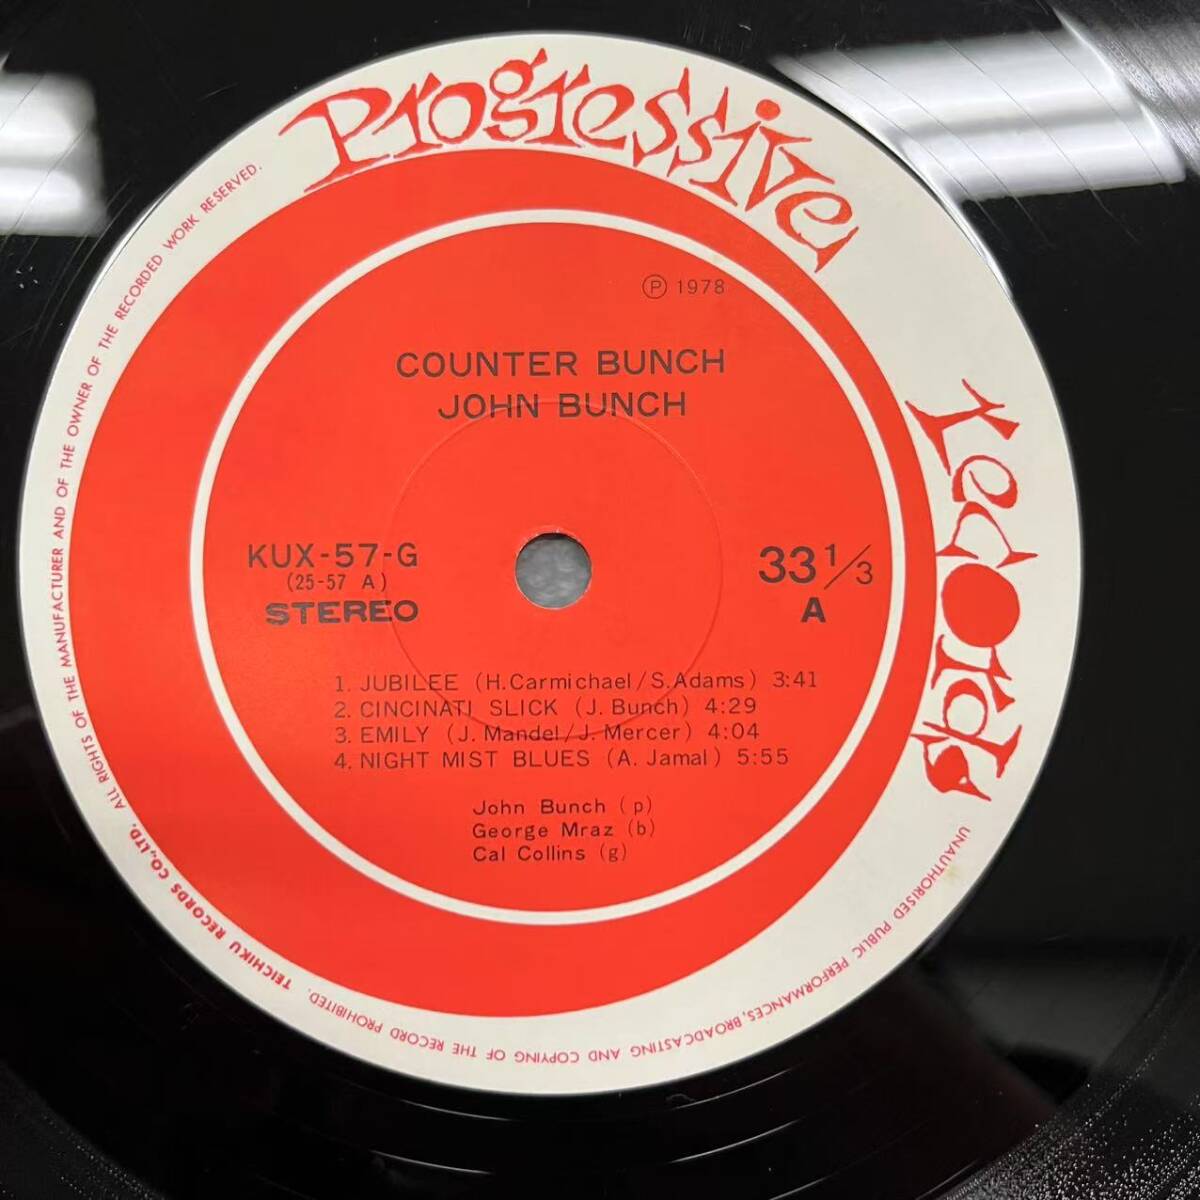 Progressive records
Ⓟ 1978
COUNTER BUNCH
JOHN BUNCH
KUX-57-G
(25-57 A)
STEREO
33 1/3
A
1. JUBILEE (H.Carmichael/S.Adams) 3:41
2. CINCINATI SLICK (J. Bunch) 4:29
3. EMILY (J. Mandel/J. Mercer) 4:04
4. NIGHT MIST BLUES (A. Jamal) 5:55
John Bunch (p)
George Mraz (b)
Cal Collins (g)
TEICHIKU RECORDS CO.,LTD. ALL RIGHTS OF THE MANUFACTURER AND OF THE OWNER OF THE RECORDED WORK RESERVED.
UNAUTHORISED PUBLIC PERFORMANCES, BROADCASTING AND COPYING OF THE RECORD PROHIBITED.